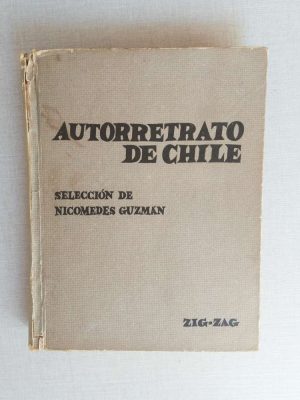 AUTORRETRATO
DE CHILE
SELECCIÓN DE
NICOMEDES GUZMÁN
ZIG-ZAG